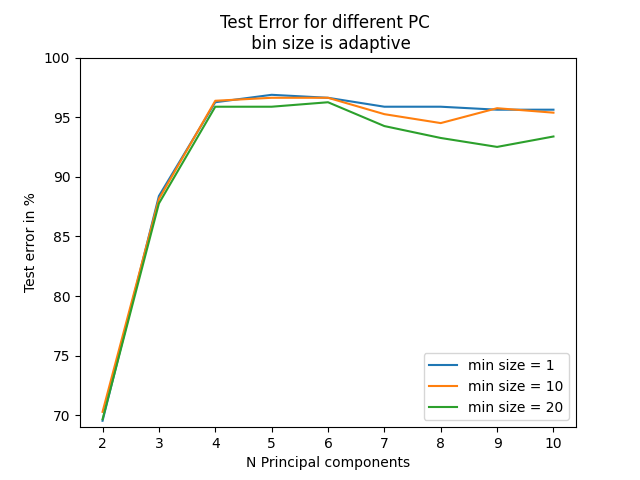 Test Error for different PC
bin size is adaptive
100
95
90
85
80
75
70
Test error in %
2 3 4 5 6 7 8 9 10
N Principal components
min size = 1
min size = 10
min size = 20